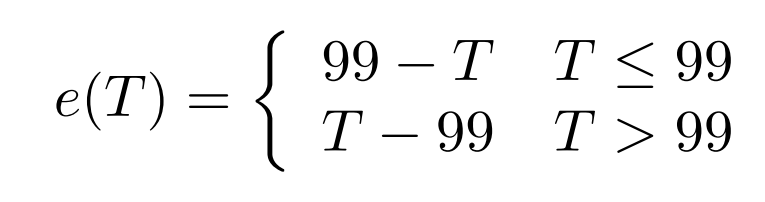 e(T) = { 99 − T   T ≤ 99
T − 99   T > 99